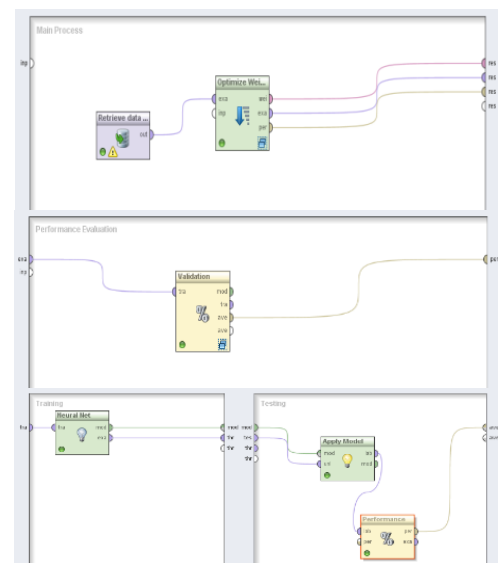 Main Process
inp
res
res
res
res
Optimize Wei...
exa
wei
inp
exa
per
Retrieve data ...
out
Performance Evaluation
exa
inp
per
Validation
tra
mod
tra
ave
ave
Training
Testing
Neural Net
tra
tra
mod
exa
mod
mod
thr
tes
thr
thr
thr
ave
ave
Apply Model
mod
unl
mod
Performance
lab
per
per
exa